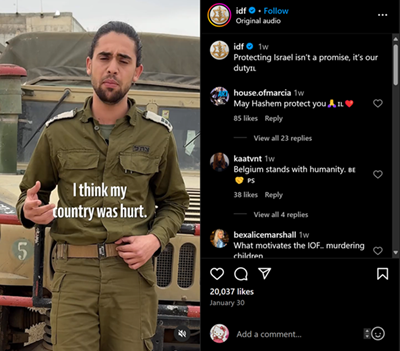 idf • Follow
Original audio
idf 1w
Protecting Israel isn't a promise, it's our
duty🇮🇱
house.ofmarcia 1w
May Hashem protect you🙏🇮🇱❤️
85 likes Reply
View all 23 replies
kaatvnt 1w
Belgium stands with humanity. 🇧🇪
💛 🇵🇸
38 likes Reply
View all 4 replies
bexalicemarshall 1w
What motivates the IOF.. murdering
children
20,037 likes
January 30
Add a comment...
I think my
country was hurt.
5